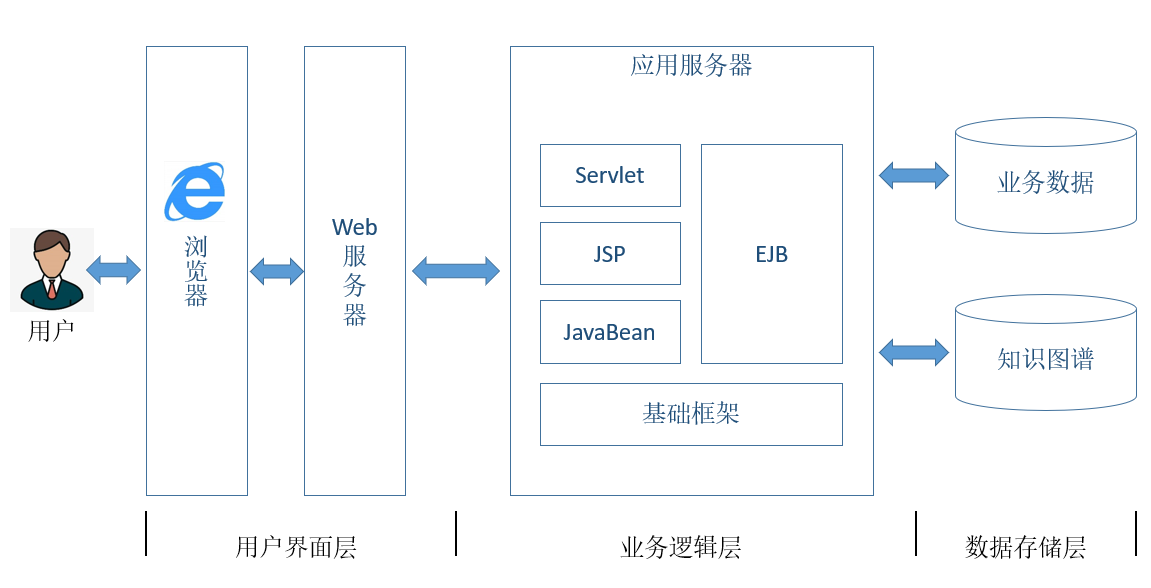 用户
浏
览
器
Web
服
务
器
应用服务器
Servlet
JSP
JavaBean
EJB
基础框架
业务数据
知识图谱
用户界面层
业务逻辑层
数据存储层